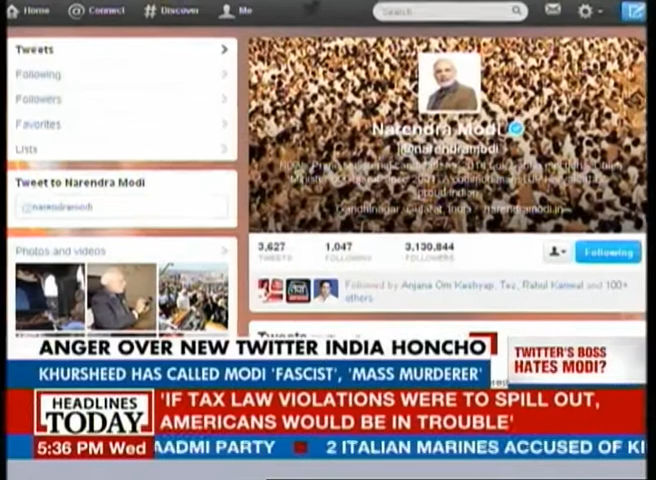 Home
Connect
Discover
Me
Search
Tweets
Following
Followers
Favorites
Lists
Tweet to Narendra Modi
@narendramodi
Photos and videos
Narendra Modi
@narendramodi
proud Indian
Gandhinagar, Gujarat, India narendramodi.in
3,627
TWEETS
1,047
FOLLOWING
3,130,844
FOLLOWERS
Following
Followed by Anjana Om Kashyap, Tez, Rahul Kanwal and 100+
others
Tweets
ANGER OVER NEW TWITTER INDIA HONCHO
KHURSHEED HAS CALLED MODI 'FASCIST', 'MASS MURDERER'
TWITTER'S BOSS
HATES MODI?
HEADLINES
TODAY
'IF TAX LAW VIOLATIONS WERE TO SPILL OUT,
AMERICANS WOULD BE IN TROUBLE'
5:36 PM Wed
AADMI PARTY 2 ITALIAN MARINES ACCUSED OF KI